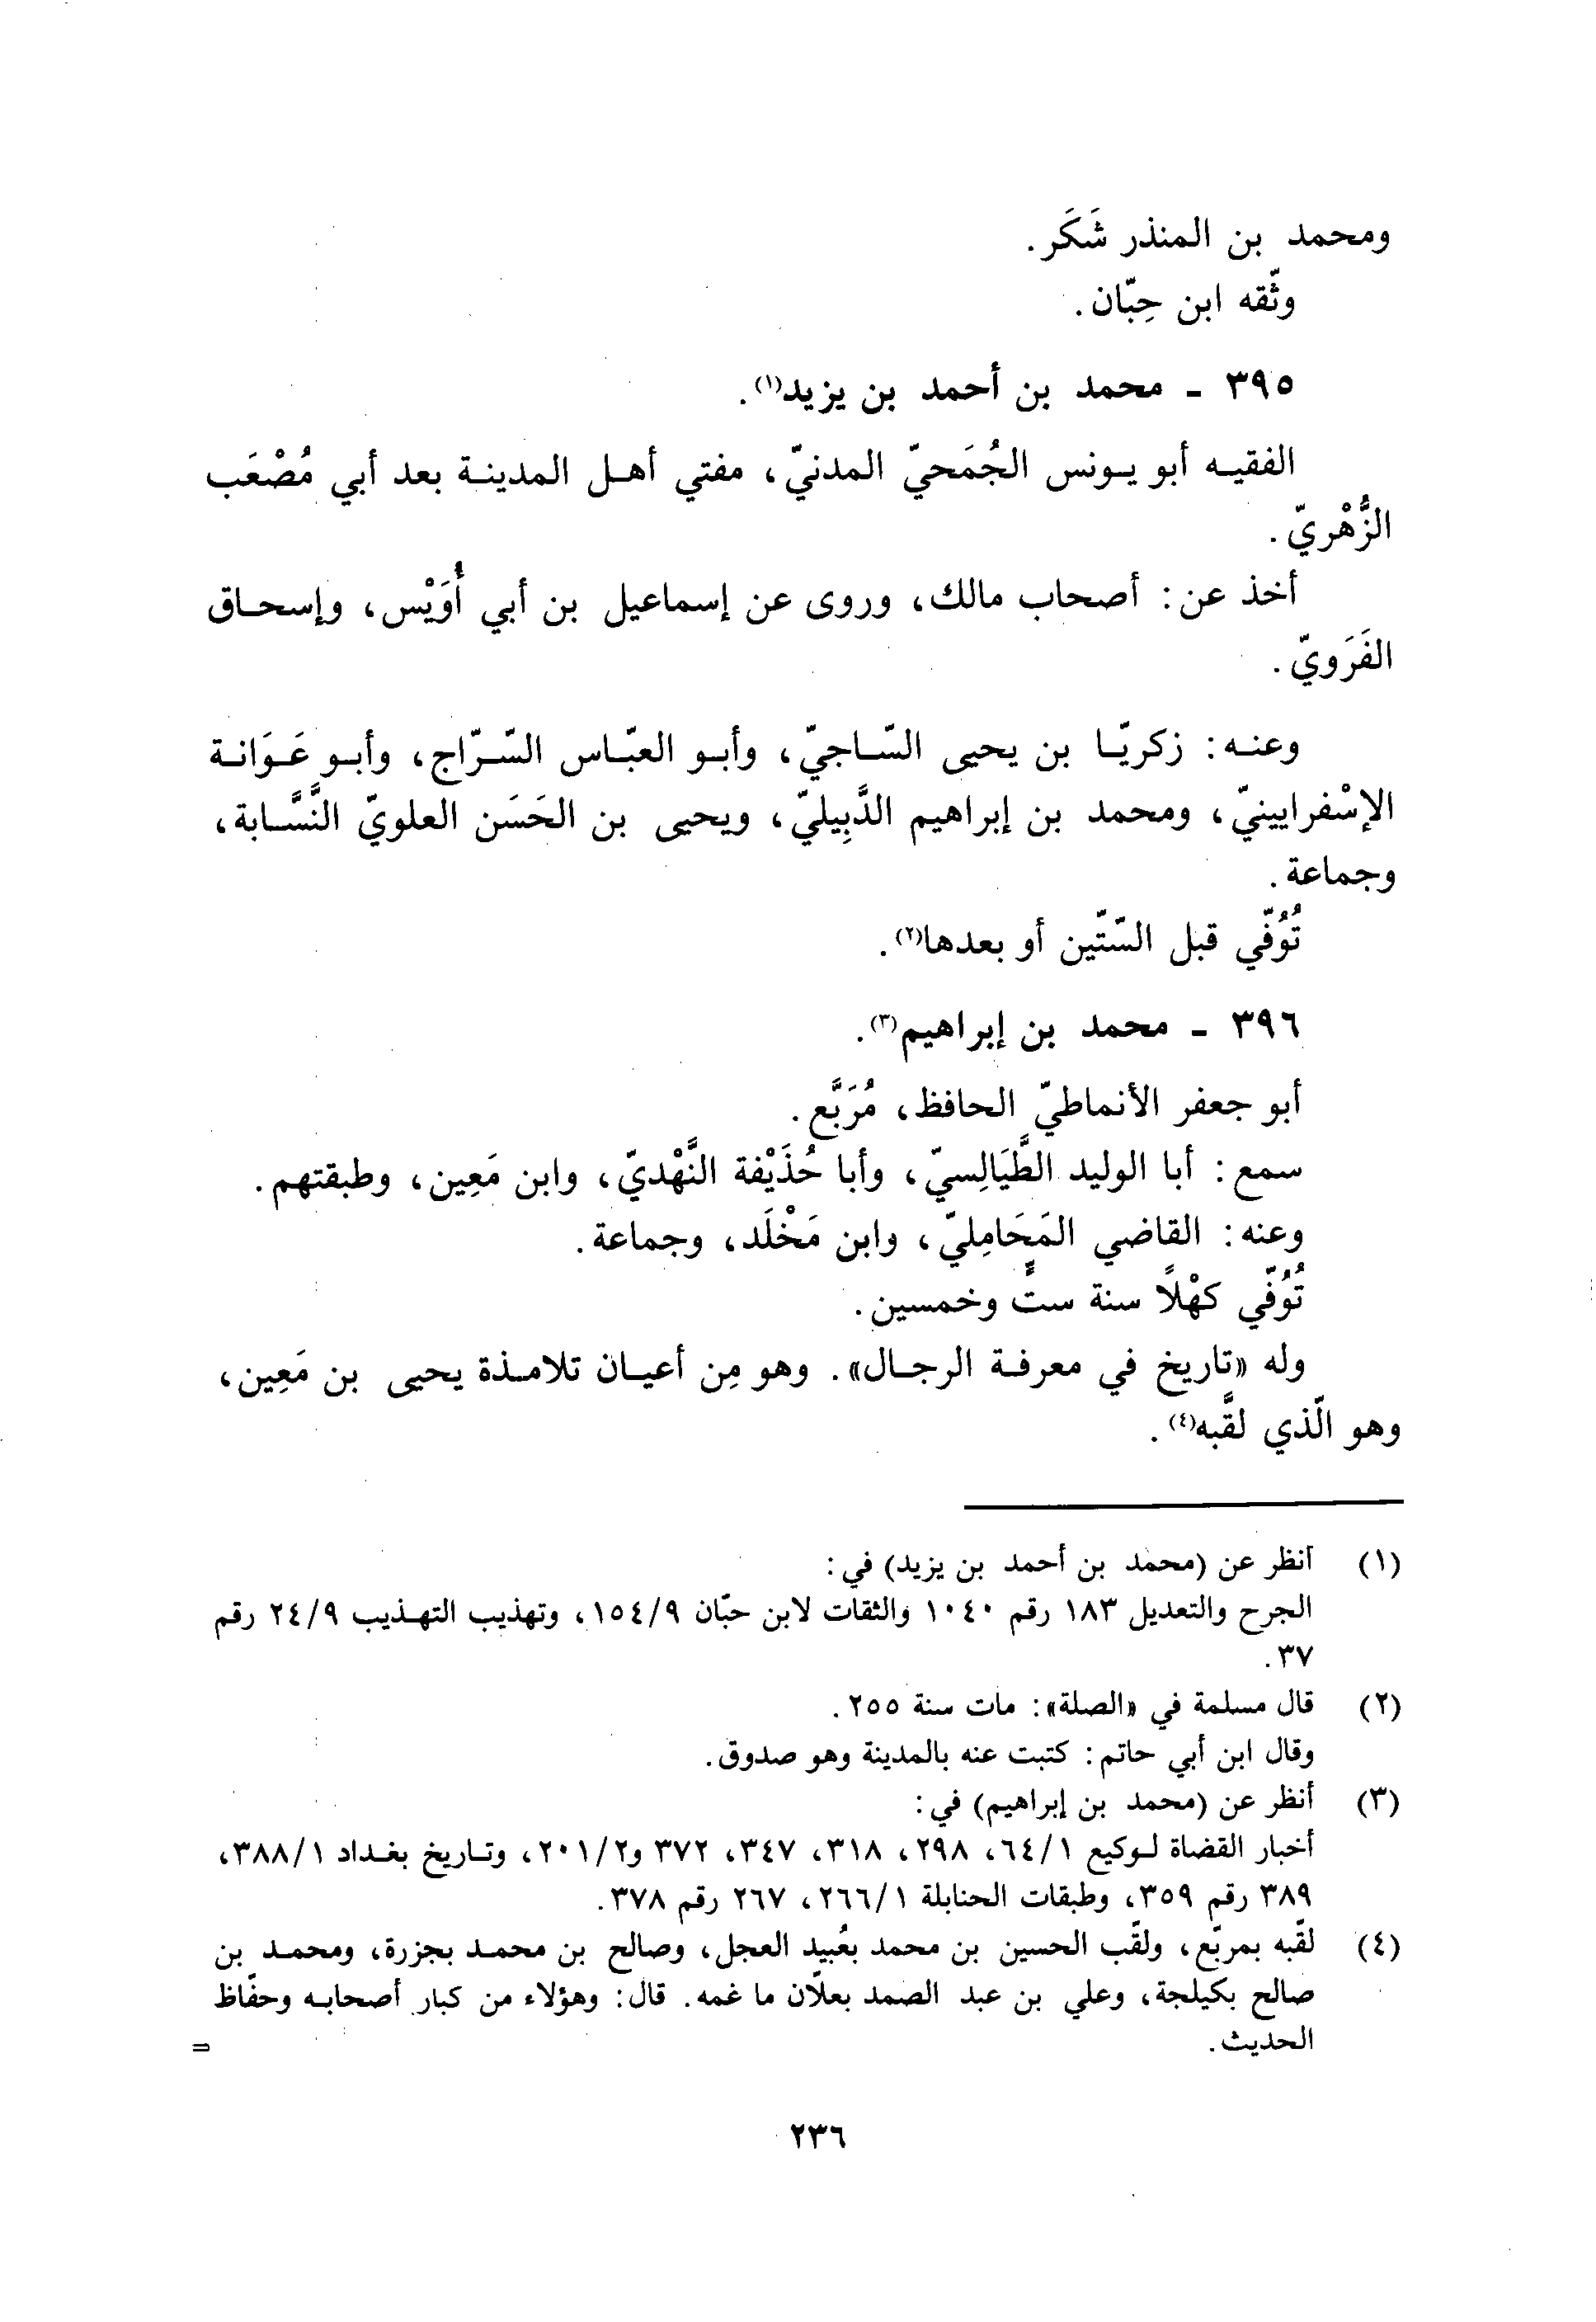 ومحمد بن المنذر شَكَر.
وثّقه ابن حِبّان.
٣٩٥ - محمد بن أحمد بن يزيد(١).
الفقيه أبو يونس الجُمَحيّ المدنيّ، مفتي أهل المدينة بعد أبي مُصْعَب
الزُّهْريّ.
أخذ عن: أصحاب مالك، وروى عن إسماعيل بن أبي أُوَيْس، وإسحاق
الفَرَويّ.
وعنه: زكريّا بن يحيى السّاجيّ، وأبو العبّاس السّرّاج، وأبو عَوَانة
الإسْفرايينيّ، ومحمد بن إبراهيم الدَّبِيليّ، ويحيى بن الحَسَن العلويّ النَّسَّابة،
وجماعة.
تُوُفّي قبل السّتّين أو بعدها(٢).
٣٩٦ - محمد بن إبراهيم(٣).
أبو جعفر الأنماطيّ الحافظ، مُرَبَّع.
سمع: أبا الوليد الطَّيَالِسيّ، وأبا حُذَيْفة النَّهْديّ، وابن مَعِين، وطبقتهم.
وعنه: القاضي المَحَامِليّ، وابن مَخْلَد، وجماعة.
تُوُفّي كهْلًا سنة ستٍّ وخمسين.
وله «تاريخ في معرفة الرجال». وهو مِن أعيان تلامذة يحيى بن مَعِين،
وهو الّذي لقَّبه(٤).
(١) أنظر عن (محمد بن أحمد بن يزيد) في:
الجرح والتعديل ١٨٣ رقم ١٠٤٠ والثقات لابن حبّان ١٥٤/٩، وتهذيب التهذيب ٢٤/٩ رقم
٣٧.
(٢) قال مسلمة في «الصلة»: مات سنة ٢٥٥.
وقال ابن أبي حاتم: كتبت عنه بالمدينة وهو صدوق.
(٣) أنظر عن (محمد بن إبراهيم) في:
أخبار القضاة لوكيع ٦٤/١، ٢٩٨، ٣١٨، ٣٤٧، ٣٧٢ و٢٠١/٢، وتاريخ بغداد ٣٨٨/١،
٣٨٩ رقم ٣٥٩، وطبقات الحنابلة ٢٦٦/١، ٢٦٧ رقم ٣٧٨.
(٤) لقّبه بمربّع، ولقّب الحسين بن محمد بعُبيد العجل، وصالح بن محمد بجزرة، ومحمد بن
صالح بكيلجة، وعلي بن عبد الصمد بعلّان ما غمه. قال: وهؤلاء من كبار أصحابه وحفّاظ
الحديث.
=
٢٣٦